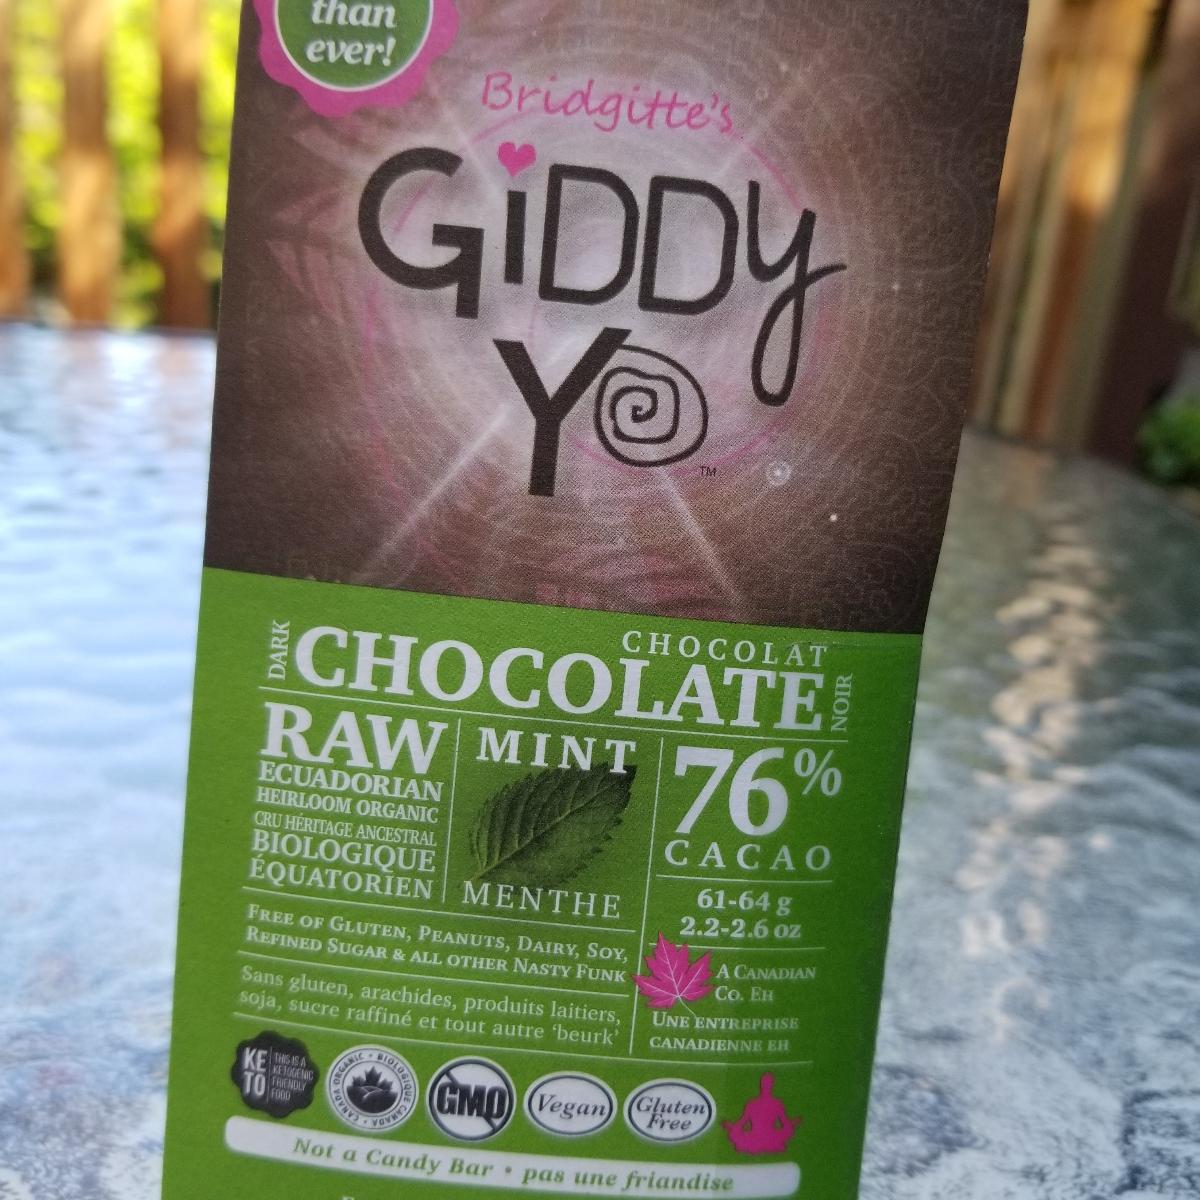 than
ever!
Bridgitte's
GiDDy
Yo
TM
DARK
CHOCOLAT
CHOCOLATE
NOIR
RAW
ECUADORIAN
HEIRLOOM ORGANIC
CRU HÉRITAGE ANCESTRAL
BIOLOGIQUE
ÉQUATORIEN
MINT
MENTHE
76%
CACAO
61-64 g
2.2-2.6 oz
FREE OF GLUTEN, PEANUTS, DAIRY, SOY,
REFINED SUGAR & ALL OTHER NASTY FUNK
Sans gluten, arachides, produits laitiers,
soja, sucre raffiné et tout autre ‘beurk’
A CANADIAN
CO. EH
UNE ENTREPRISE
CANADIENNE EH
KE
TO
THIS IS A
KETOGENIC
FRIENDLY
FOOD
CANADA ORGANIC • BIOLOGIQUE CANADA •
GMO
Vegan
Gluten
Free
Not a Candy Bar • pas une friandise